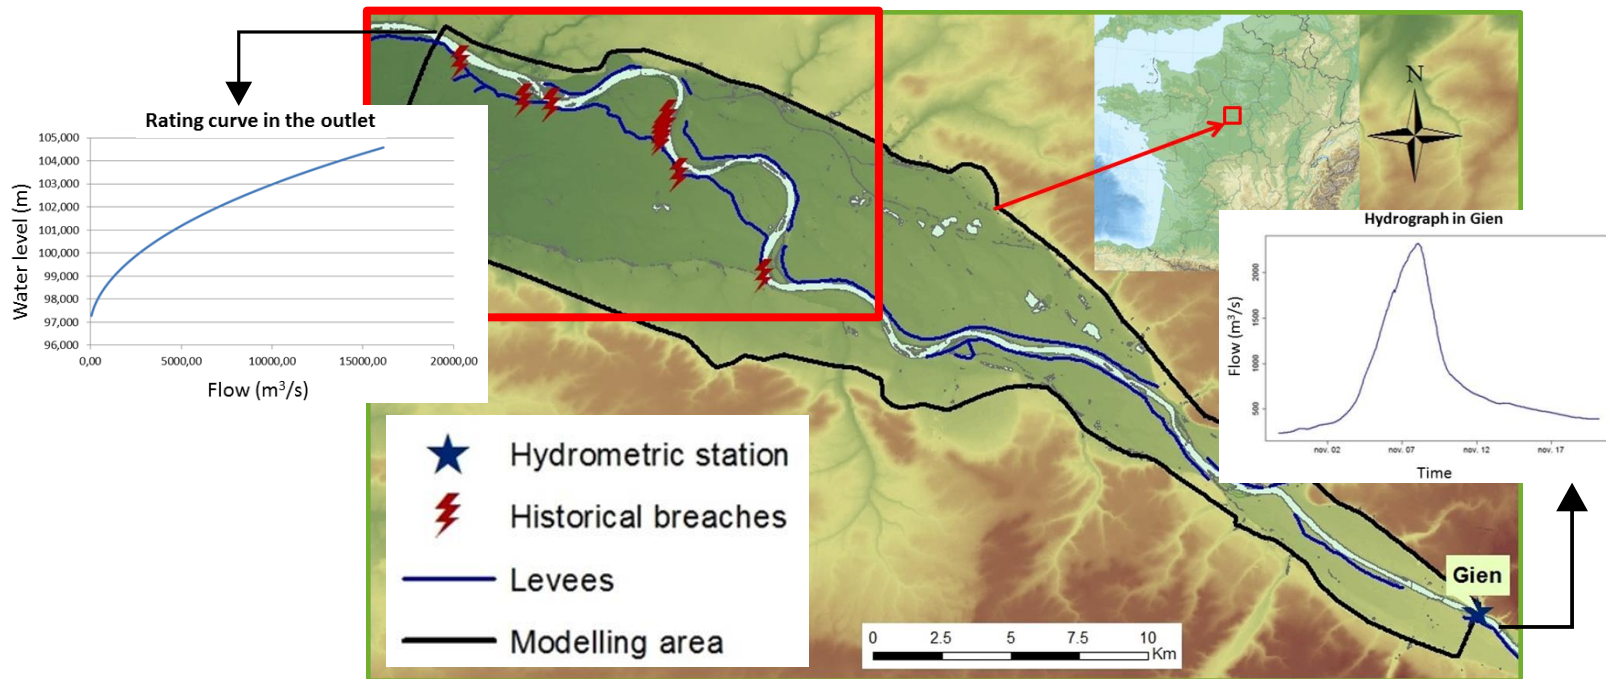 Rating curve in the outlet
Water level (m)
105,000
104,000
103,000
102,000
101,000
100,000
99,000
98,000
97,000
96,000
0,00
5000,00
10000,00
15000,00
20000,00
Flow (m³/s)
N
Hydrograph in Gien
Flow (m³/s)
2000
1500
1000
500
nov. 02
nov. 07
nov. 12
nov. 17
Time
Hydrometric station
Historical breaches
Levees
Modelling area
Gien
0
2.5
5
7.5
10
Km